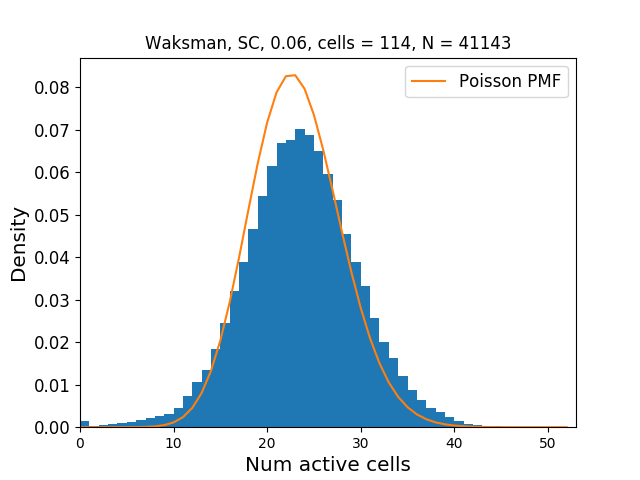 Waksman, SC, 0.06, cells = 114, N = 41143
Poisson PMF
Density
0.08
0.07
0.06
0.05
0.04
0.03
0.02
0.01
0.00
0 10 20 30 40 50
Num active cells